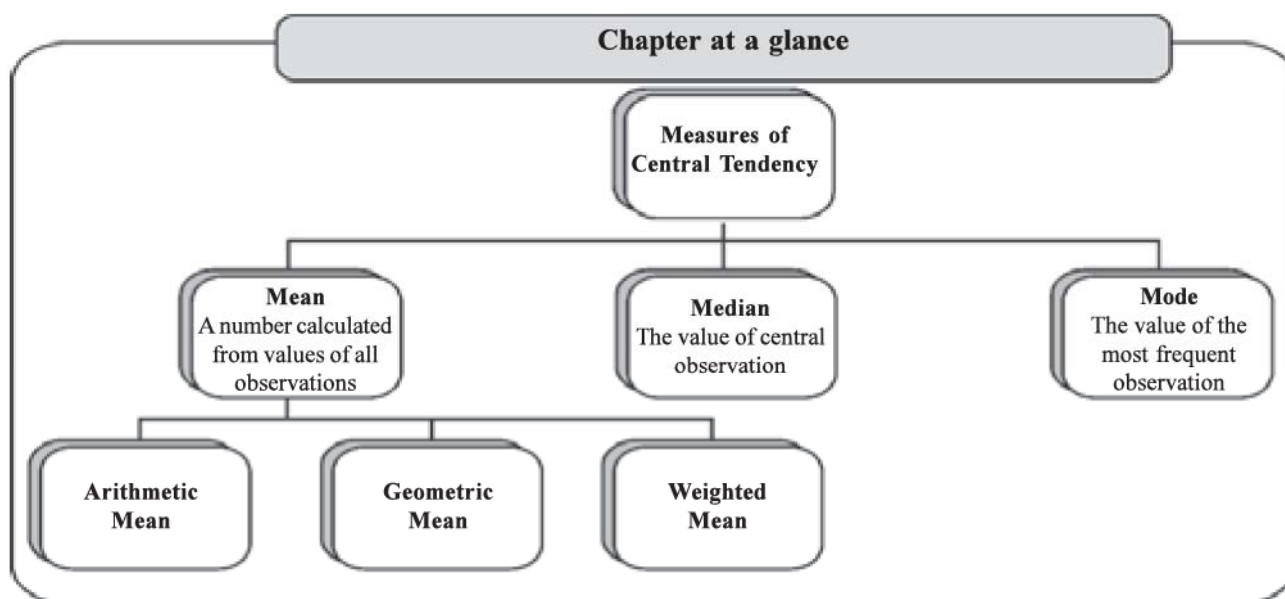 Chapter at a glance
Measures of
Central Tendency
Mean
A number calculated
from values of all
observations
Median
The value of central
observation
Mode
The value of the
most frequent
observation
Arithmetic
Mean
Geometric
Mean
Weighted
Mean